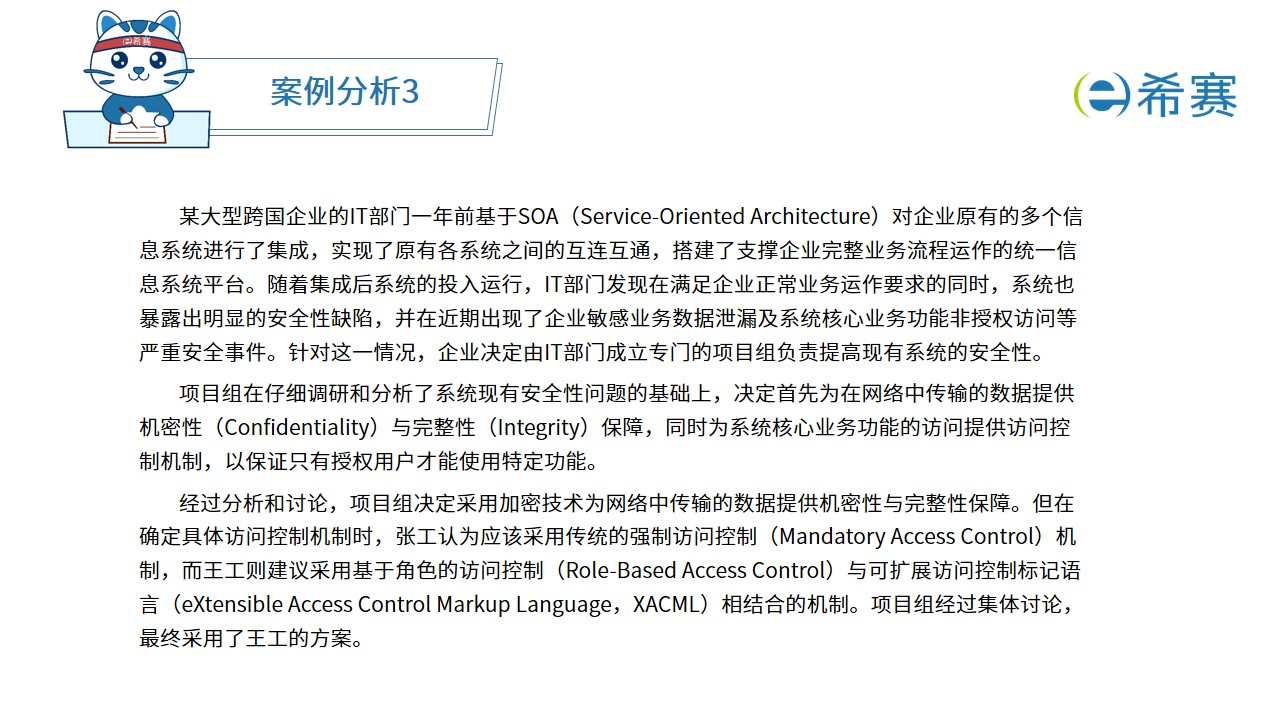 希赛
案例分析3
希赛
某大型跨国企业的IT部门一年前基于SOA（Service-Oriented Architecture）对企业原有的多个信
息系统进行了集成，实现了原有各系统之间的互连互通，搭建了支撑企业完整业务流程运作的统一信
息系统平台。随着集成后系统的投入运行，IT部门发现在满足企业正常业务运作要求的同时，系统也
暴露出明显的安全性缺陷，并在近期出现了企业敏感业务数据泄漏及系统核心业务功能非授权访问等
严重安全事件。针对这一情况，企业决定由IT部门成立专门的项目组负责提高现有系统的安全性。
项目组在仔细调研和分析了系统现有安全性问题的基础上，决定首先为在网络中传输的数据提供
机密性（Confidentiality）与完整性（Integrity）保障，同时为系统核心业务功能的访问提供访问控
制机制，以保证只有授权用户才能使用特定功能。
经过分析和讨论，项目组决定采用加密技术为网络中传输的数据提供机密性与完整性保障。但在
确定具体访问控制机制时，张工认为应该采用传统的强制访问控制（Mandatory Access Control）机
制，而王工则建议采用基于角色的访问控制（Role-Based Access Control）与可扩展访问控制标记语
言（eXtensible Access Control Markup Language，XACML）相结合的机制。项目组经过集体讨论，
最终采用了王工的方案。